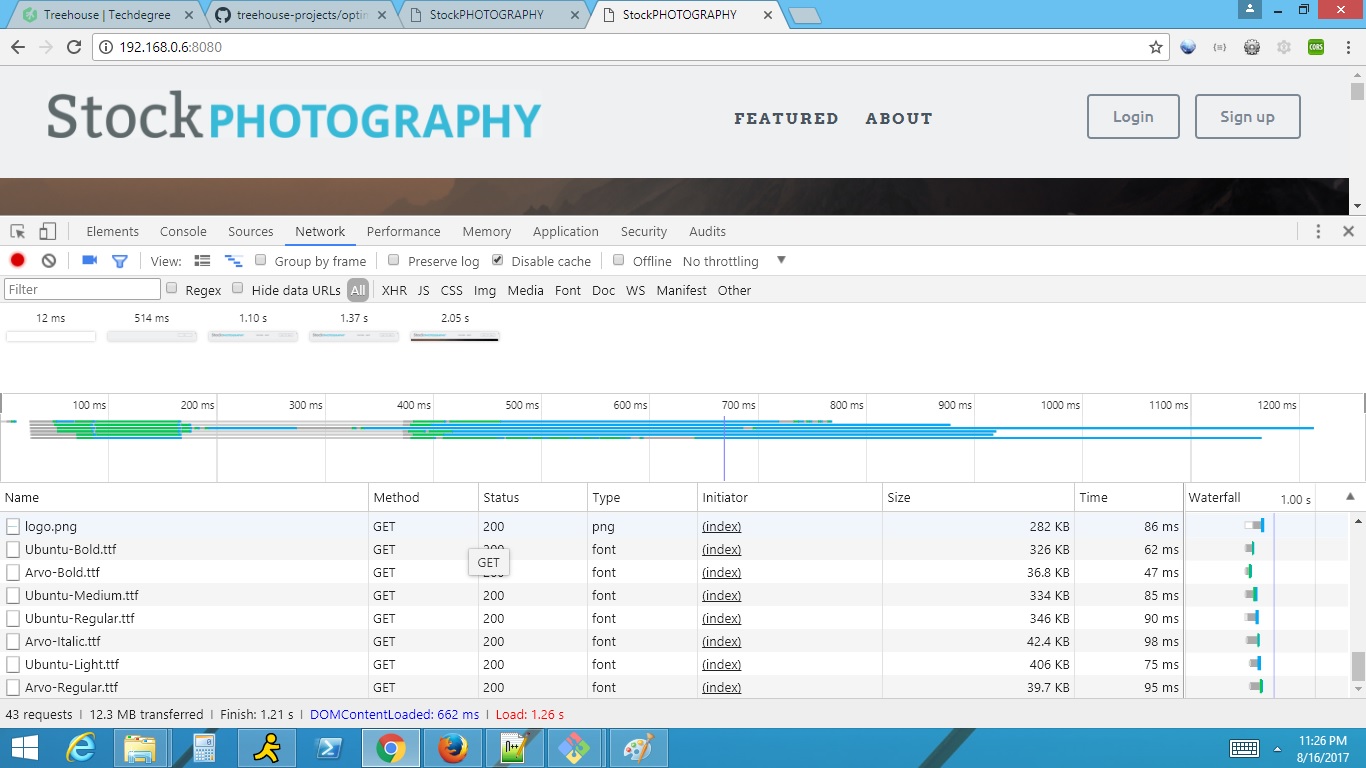 Treehouse | Techdegree treehouse-projects/optim StockPHOTOGRAPHY StockPHOTOGRAPHY
192.168.0.6:8080 CORS
Stock PHOTOGRAPHY FEATURED ABOUT Login Sign up
Elements Console Sources Network Performance Memory Application Security Audits
View: Group by frame Preserve log Disable cache Offline No throttling
Filter Regex Hide data URLs All XHR JS CSS Img Media Font Doc WS Manifest Other
12 ms 514 ms 1.10 s 1.37 s 2.05 s
100 ms 200 ms 300 ms 400 ms 500 ms 600 ms 700 ms 800 ms 900 ms 1000 ms 1100 ms 1200 ms
Name Method Status Type Initiator Size Time Waterfall 1.00 s
logo.png GET 200 png (index) 282 KB 86 ms
Ubuntu-Bold.ttf GET 200 font (index) 326 KB 62 ms
GET
Arvo-Bold.ttf GET 200 font (index) 36.8 KB 47 ms
Ubuntu-Medium.ttf GET 200 font (index) 334 KB 85 ms
Ubuntu-Regular.ttf GET 200 font (index) 346 KB 90 ms
Arvo-Italic.ttf GET 200 font (index) 42.4 KB 98 ms
Ubuntu-Light.ttf GET 200 font (index) 406 KB 75 ms
Arvo-Regular.ttf GET 200 font (index) 39.7 KB 95 ms
43 requests | 12.3 MB transferred | Finish: 1.21 s | DOMContentLoaded: 662 ms | Load: 1.26 s
11:26 PM
8/16/2017